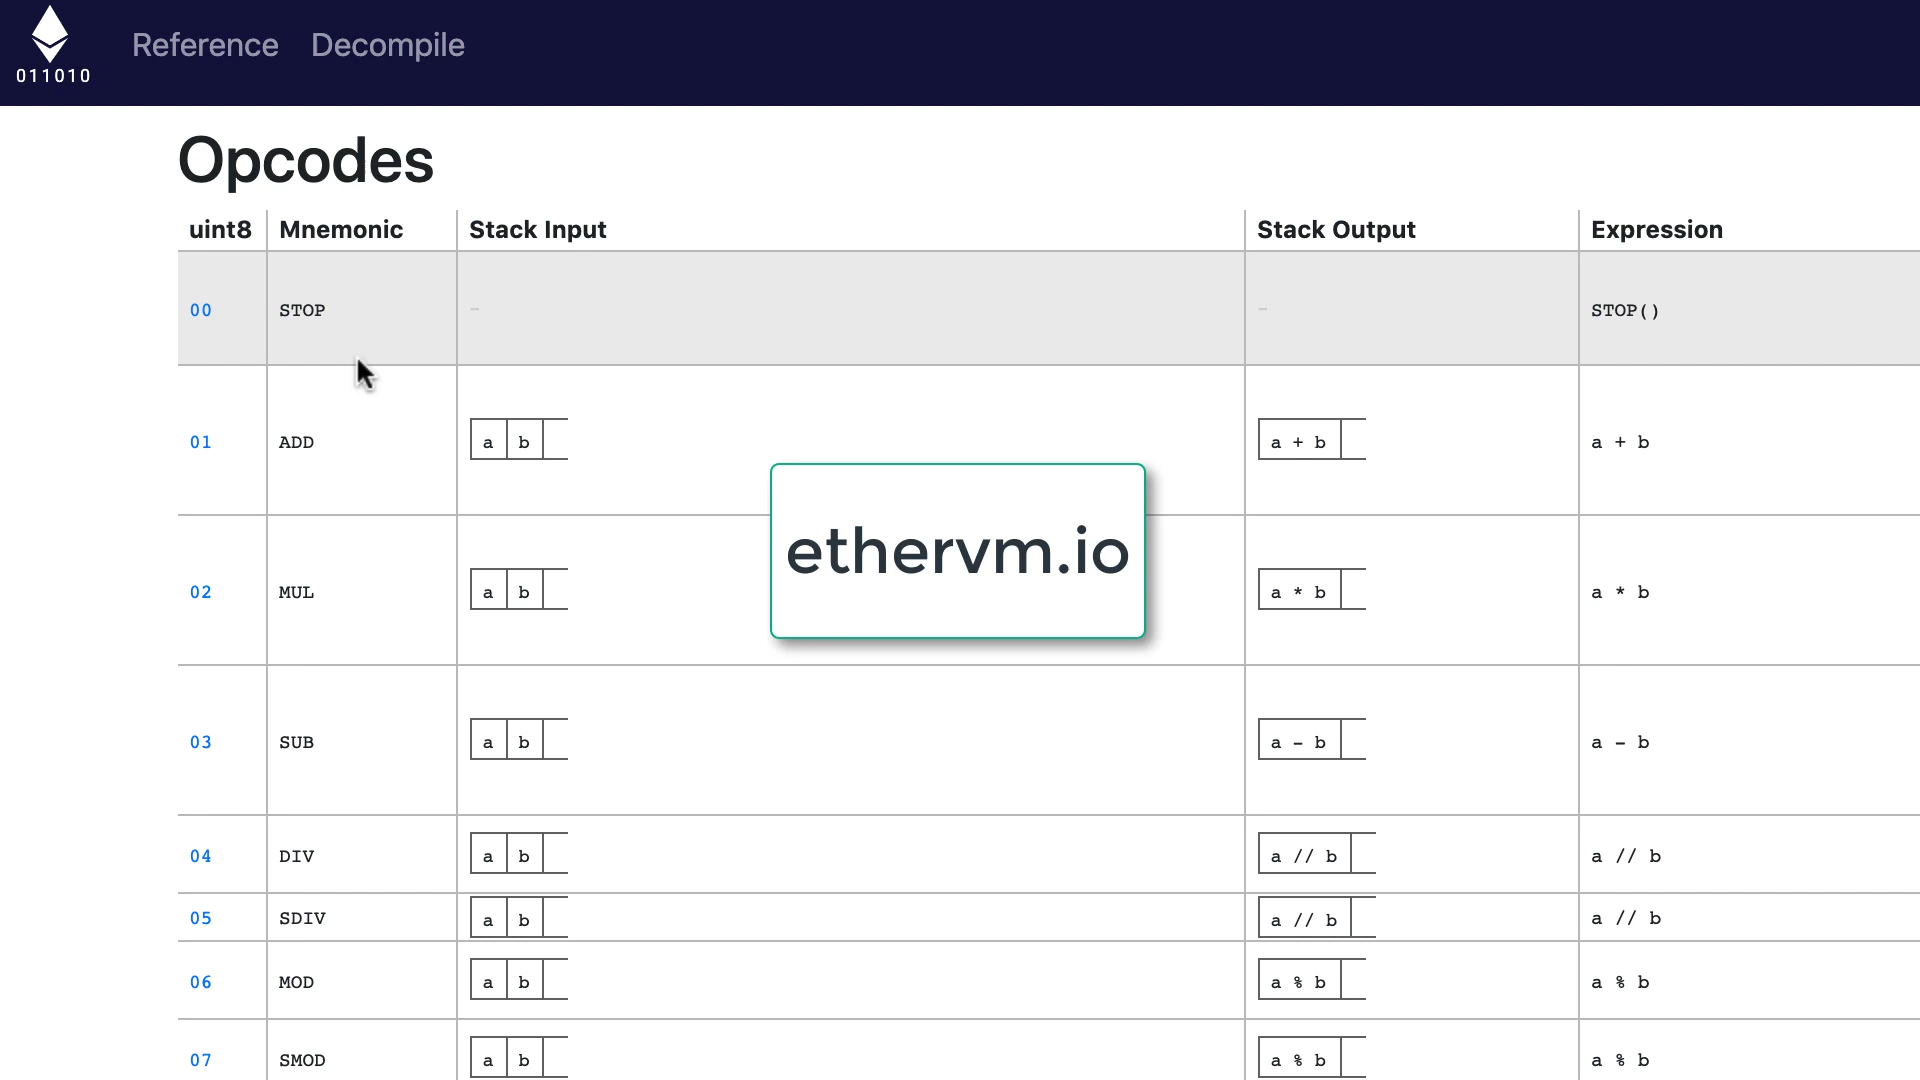 011010
Reference Decompile
Opcodes
uint8 Mnemonic Stack Input Stack Output Expression
00 STOP - - STOP()
01 ADD a b a + b a + b
ethervm.io
02 MUL a b a * b a * b
03 SUB a b a - b a - b
04 DIV a b a // b a // b
05 SDIV a b a // b a // b
06 MOD a b a % b a % b
07 SMOD a b a % b a % b